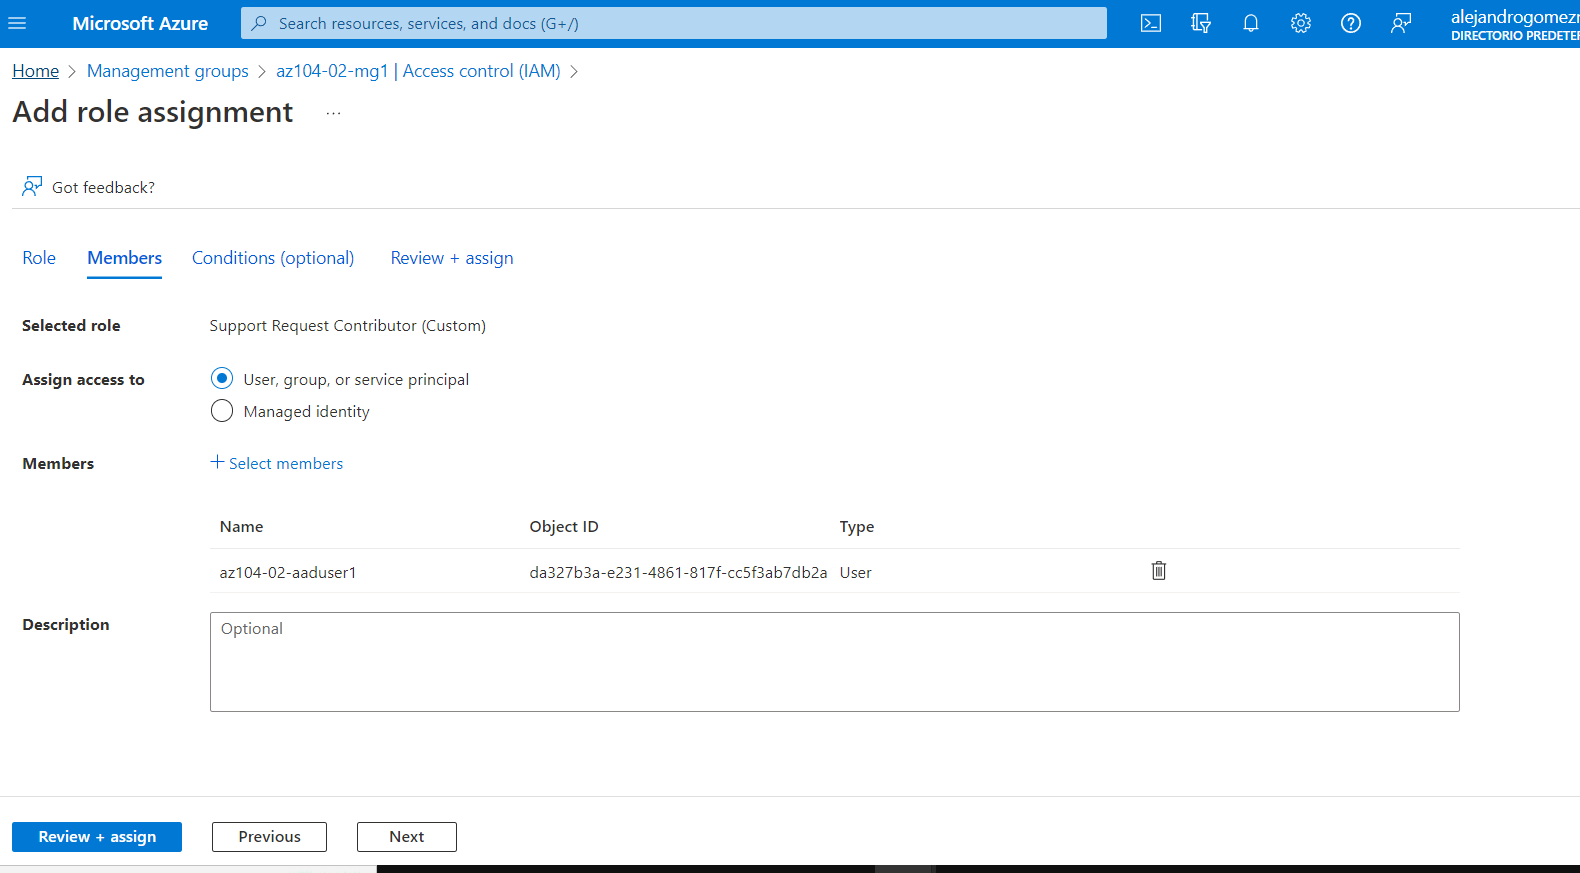 Microsoft Azure
Search resources, services, and docs (G+/)
alejandrogomezr
DIRECTORIO PREDETER
Home > Management groups > az104-02-mg1 | Access control (IAM) >
Add role assignment ...
Got feedback?
Role Members Conditions (optional) Review + assign
Selected role Support Request Contributor (Custom)
Assign access to User, group, or service principal
Managed identity
Members + Select members
Name Object ID Type
az104-02-aaduser1 da327b3a-e231-4861-817f-cc5f3ab7db2a User
Description Optional
Review + assign Previous Next